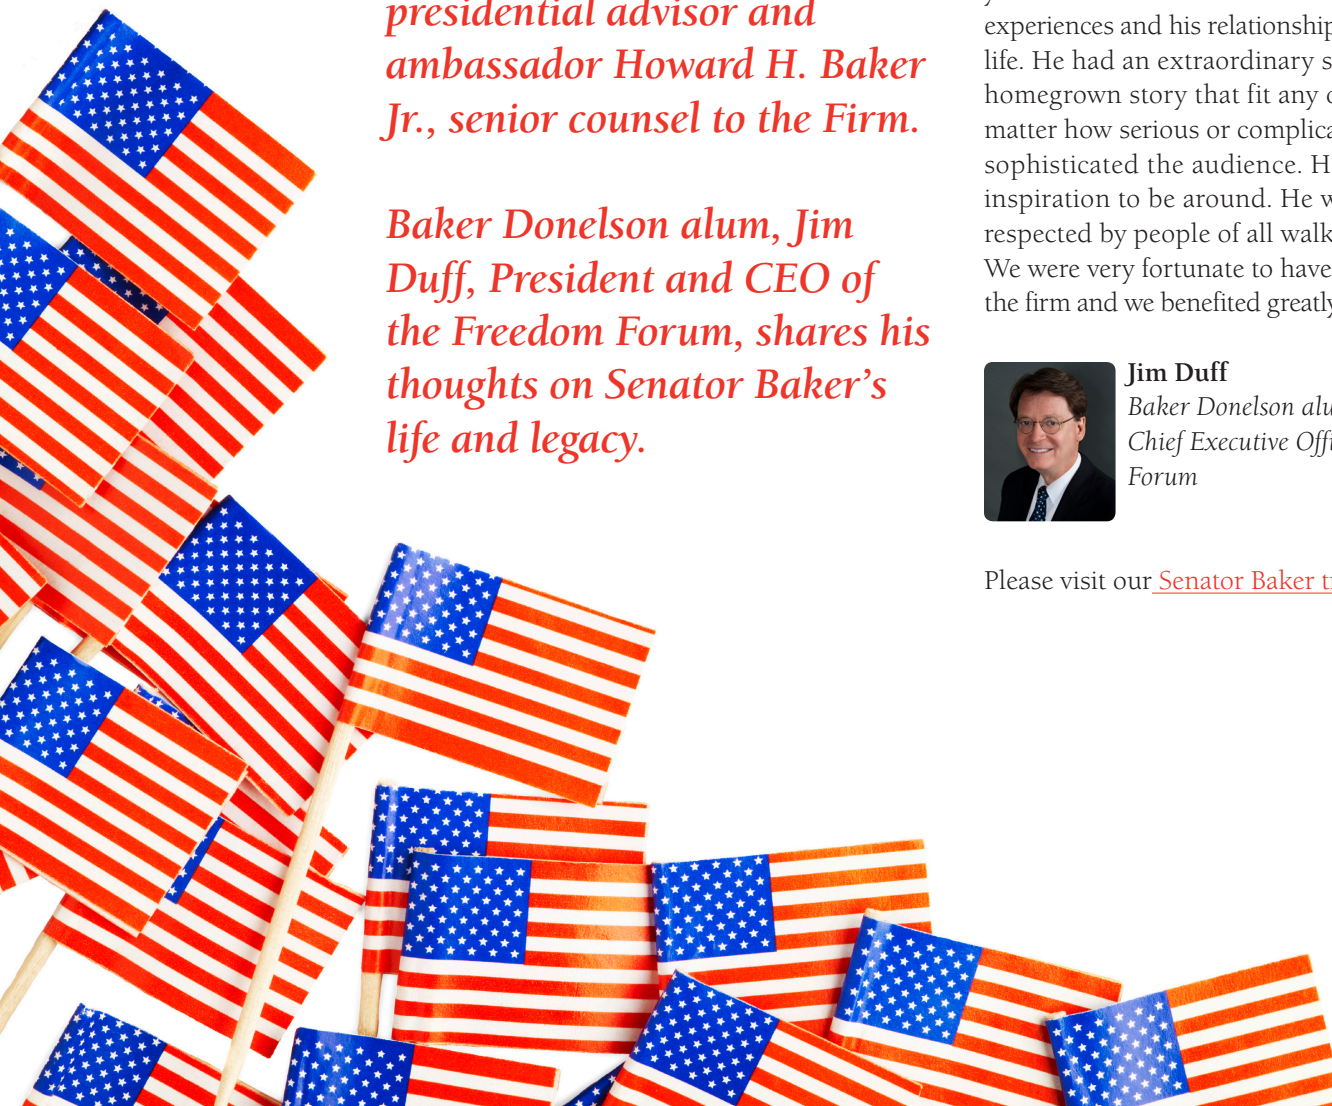 presidential advisor and
ambassador Howard H. Baker
Jr., senior counsel to the Firm.
Baker Donelson alum, Jim
Duff, President and CEO of
the Freedom Forum, shares his
thoughts on Senator Baker's
life and legacy.
experiences and his relationship
life. He had an extraordinary s
homegrown story that fit any
matter how serious or complica
sophisticated the audience. H
inspiration to be around. He w
respected by people of all walk
We were very fortunate to have
the firm and we benefited greatly
Jim Duff
Baker Donelson alu
Chief Executive Offi
Forum
Please visit our Senator Baker t